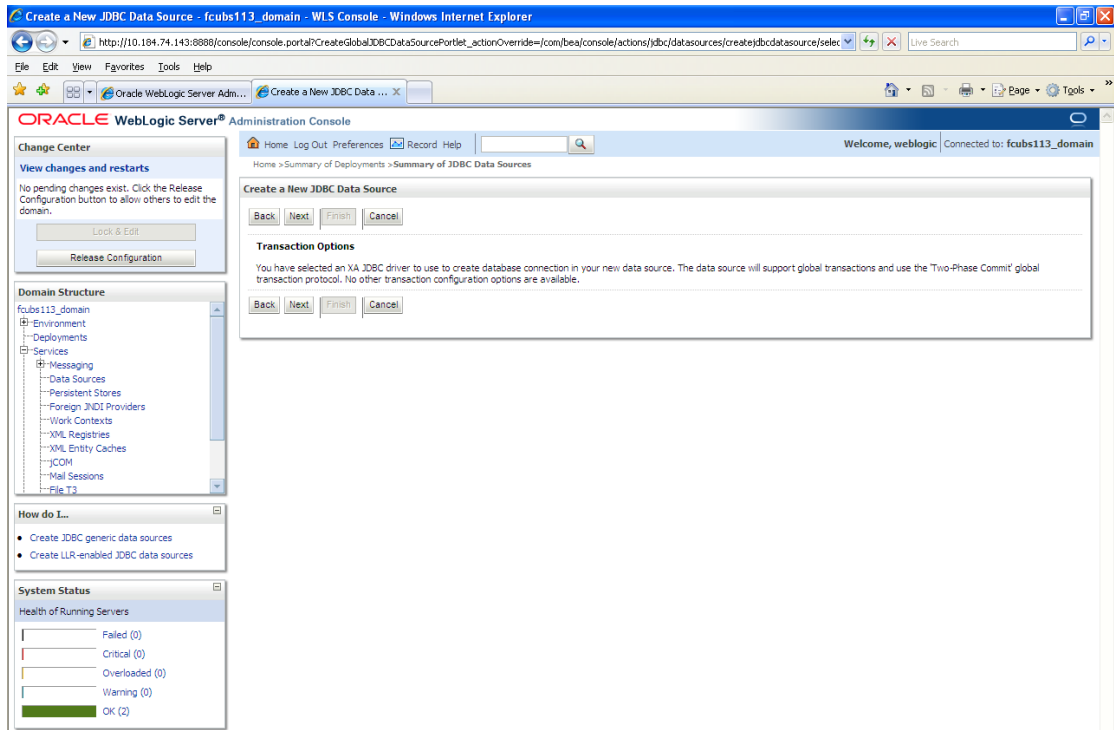 Create a New JDBC Data Source - fcubs113_domain - WLS Console - Windows Internet Explorer
http://10.184.74.143:8888/console/console.portal?CreateGlobalJDBCDataSourcePortlet_actionOverride=/com/bea/console/actions/jdbc/datasources/createjdbcdatasource/selec
Live Search
File Edit View Favorites Tools Help
Oracle WebLogic Server Adm... Create a New JDBC Data ... X Page Tools »
ORACLE WebLogic Server® Administration Console
Change Center
View changes and restarts
No pending changes exist. Click the Release
Configuration button to allow others to edit the
domain.
Lock & Edit
Release Configuration
Domain Structure
fcubs113_domain
Environment
Deployments
Services
Messaging
Data Sources
Persistent Stores
Foreign JNDI Providers
Work Contexts
XML Registries
XML Entity Caches
jCOM
Mail Sessions
File T3
How do I...
Create JDBC generic data sources
Create LLR-enabled JDBC data sources
System Status
Health of Running Servers
Failed (0)
Critical (0)
Overloaded (0)
Warning (0)
OK (2)
Home Log Out Preferences Record Help
Welcome, weblogic Connected to: fcubs113_domain
Home >Summary of Deployments >Summary of JDBC Data Sources
Create a New JDBC Data Source
Back Next Finish Cancel
Transaction Options
You have selected an XA JDBC driver to use to create database connection in your new data source. The data source will support global transactions and use the 'Two-Phase Commit' global
transaction protocol. No other transaction configuration options are available.
Back Next Finish Cancel